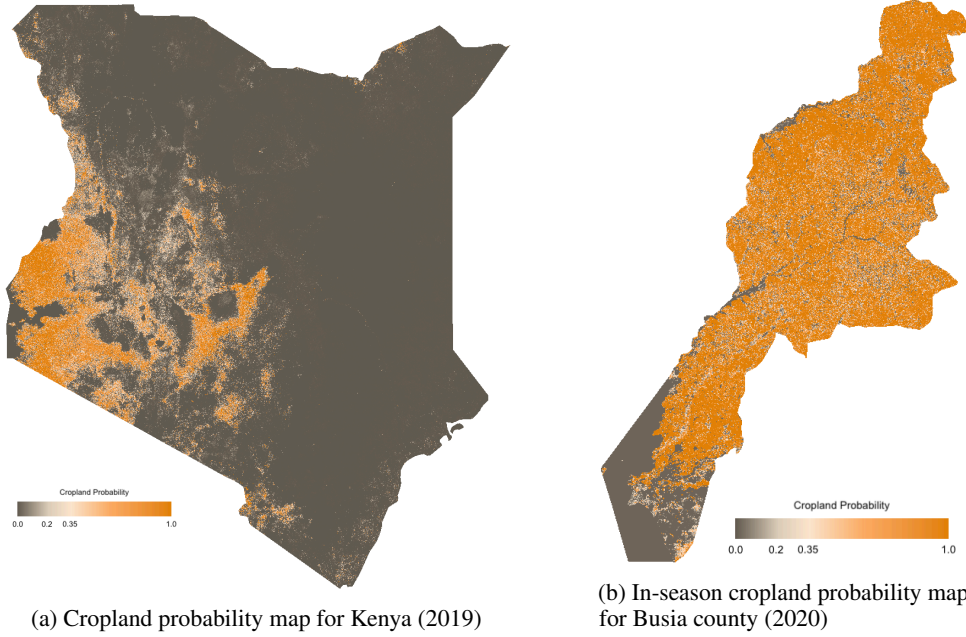 Cropland Probability
0.0 0.2 0.35 1.0
Cropland Probability
0.0 0.2 0.35 1.0
(a) Cropland probability map for Kenya (2019)
(b) In-season cropland probability map
for Busia county (2020)